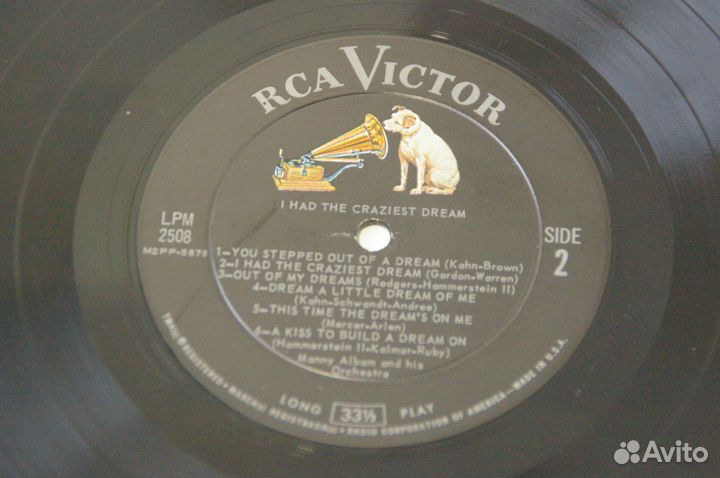 RCA VICTOR
I HAD THE CRAZIEST DREAM
LPM
2508
M2PP-5878
SIDE
2
1—YOU STEPPED OUT OF A DREAM (Kahn-Brown)
2—I HAD THE CRAZIEST DREAM (Gordon-Warren)
3—OUT OF MY DREAMS (Rodgers-Hammerstein II)
4—DREAM A LITTLE DREAM OF ME
(Kahn-Schwandt-Andree)
5—THIS TIME THE DREAM'S ON ME
(Mercer-Arlen)
6—A KISS TO BUILD A DREAM ON
(Hammerstein II-Kalmar-Ruby)
Manny Albam and his
Orchestra
LONG 33⅓ PLAY
TMK(s) ® REGISTERED • MARCA(S) REGISTRADA(S) • RADIO CORPORATION OF AMERICA—MADE IN U.S.A.
Avito